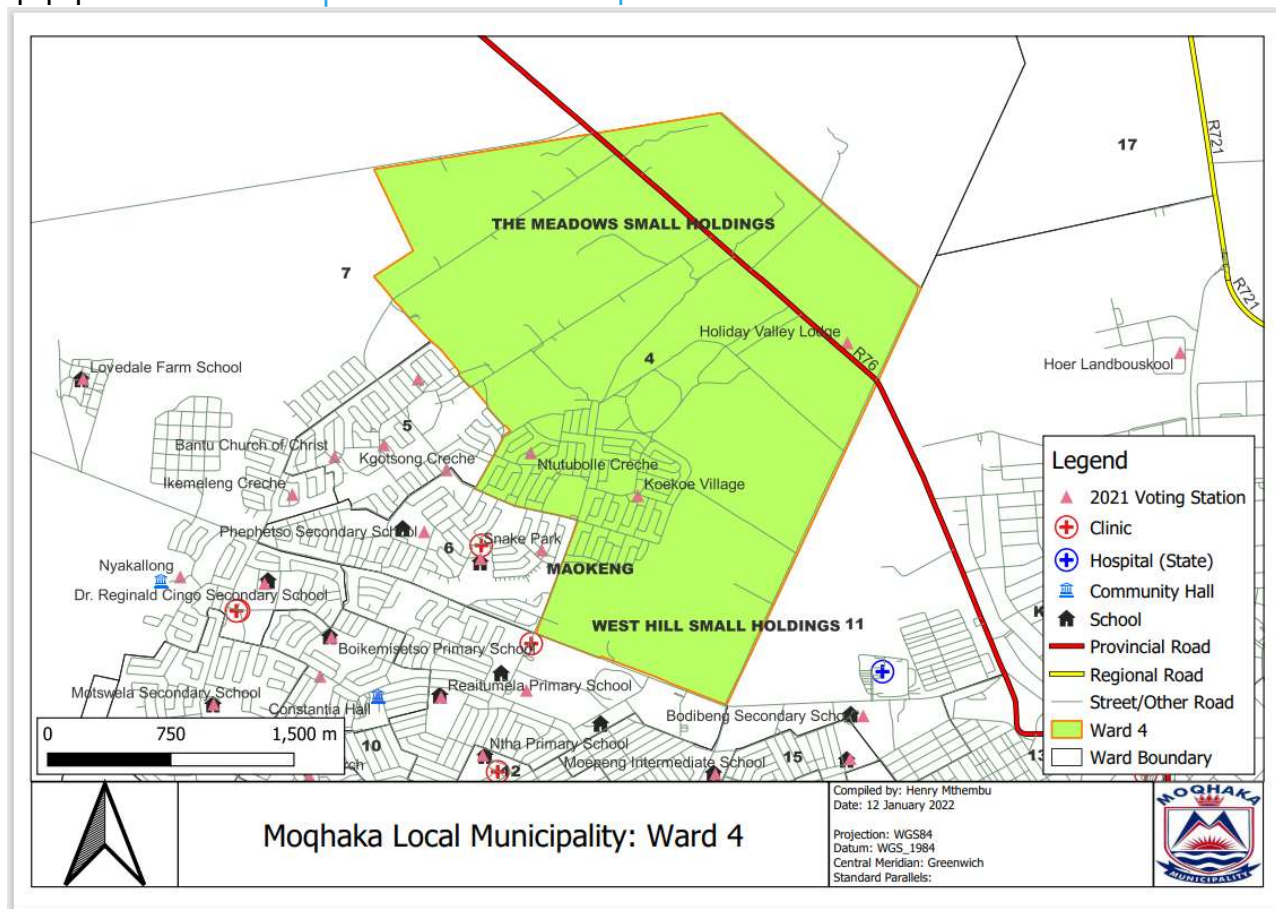 R721
17
THE MEADOWS SMALL HOLDINGS
7
R721
Holiday Valley Lodge
4
R76
Hoer Landbouskool
Lovedale Farm School
5
Bantu Church of Christ
Kgotsong Creche
Ntutubolle Creche
Ikemeleng Creche
Koekoe Village
Phephetso Secondary School
6
Snake Park
Nyakallong
MAOKENG
Dr. Reginald Cingo Secondary School
WEST HILL SMALL HOLDINGS 11
Boikemisetso Primary School
Reaitumela Primary School
Motswela Secondary School
Constantia Hall
Bodibeng Secondary School
10
Ntha Primary School
12
Moepeng Intermediate School
15
13
Legend
2021 Voting Station
Clinic
Hospital (State)
Community Hall
School
Provincial Road
Regional Road
Street/Other Road
Ward 4
Ward Boundary
0 750 1,500 m
Moqhaka Local Municipality: Ward 4
Compiled by: Henry Mthembu
Date: 12 January 2022
Projection: WGS84
Datum: WGS_1984
Central Meridian: Greenwich
Standard Parallels:
MOQHAKA
MUNICIPALITY